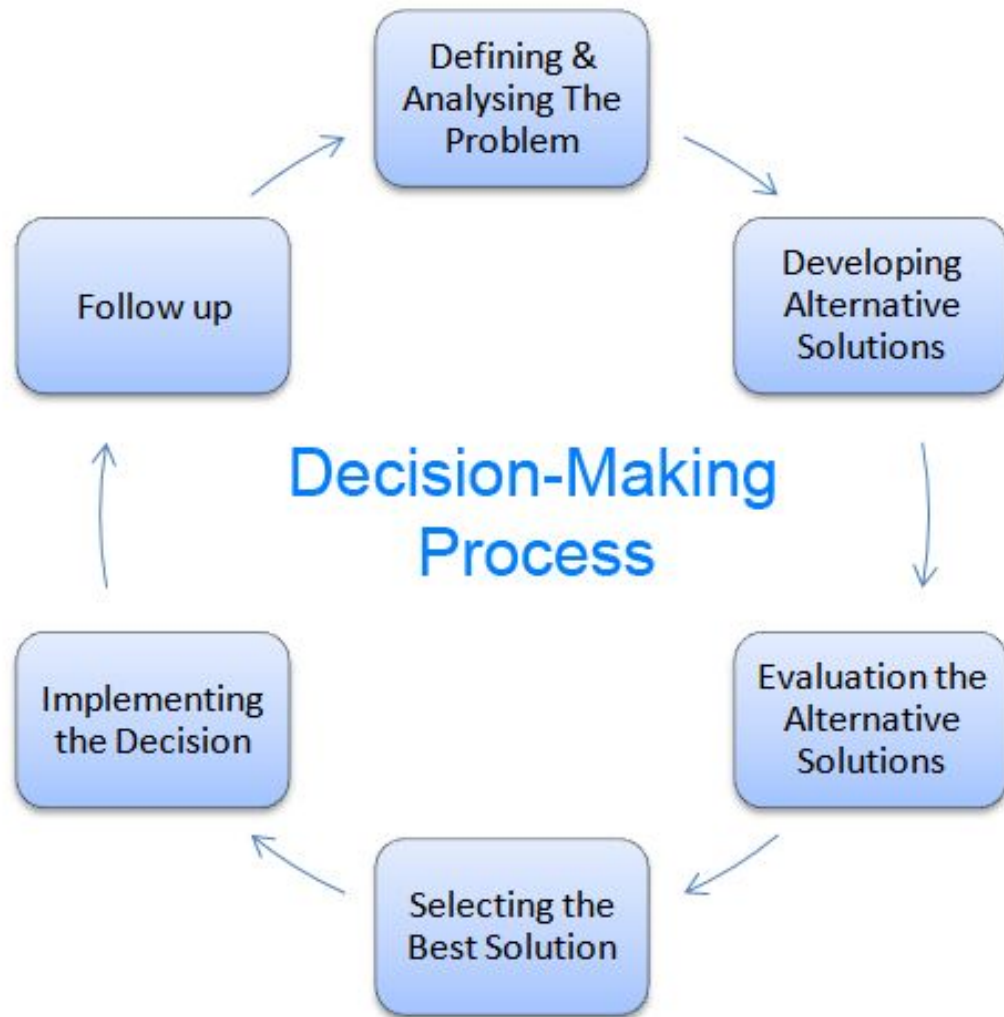 Defining &
Analysing The
Problem
Developing
Alternative
Solutions
Evaluation the
Alternative
Solutions
Selecting the
Best Solution
Implementing
the Decision
Follow up
Decision-Making
Process